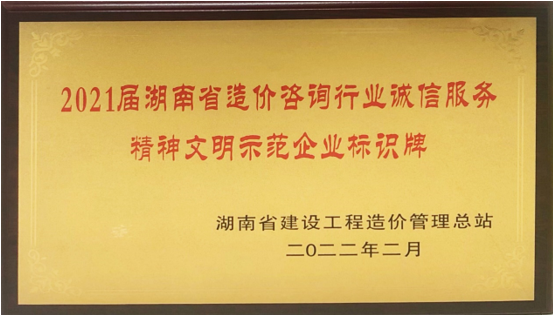 2021届湖南省造价咨询行业诚信服务
精神文明示范企业标识牌
湖南省建设工程造价管理总站
二〇二二年二月